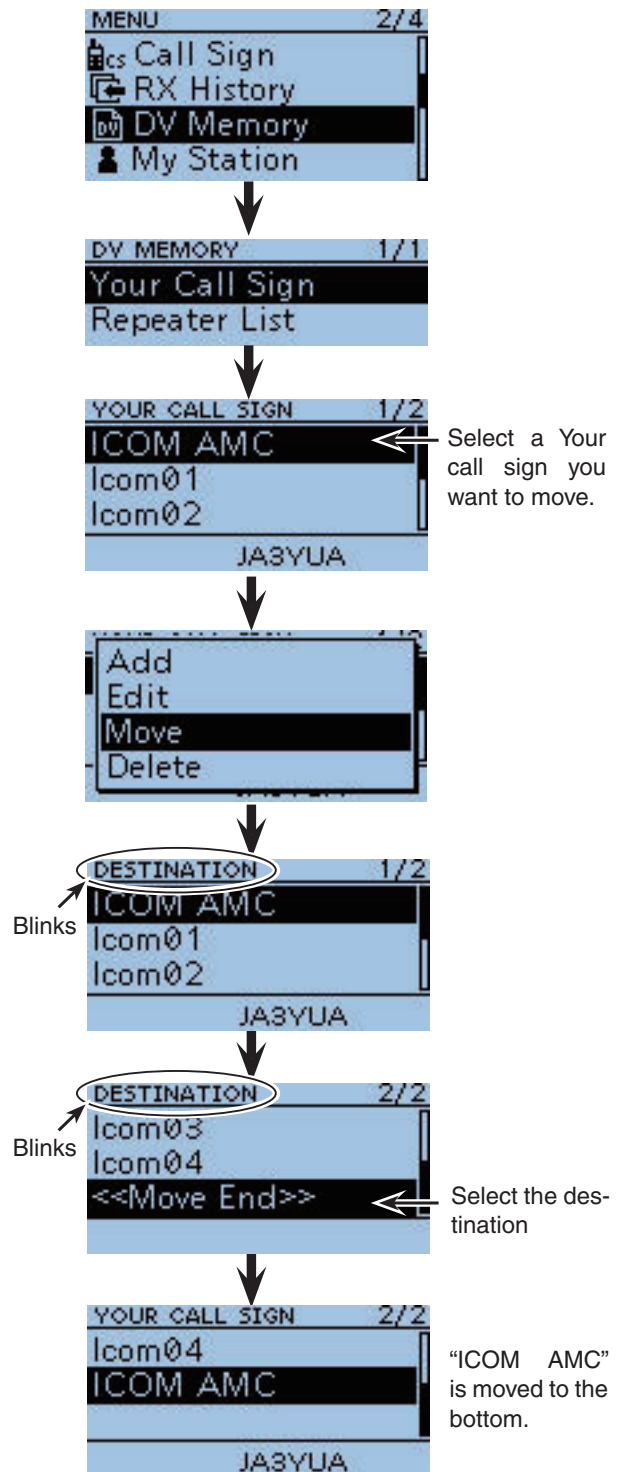 MENU 2/4
CS Call Sign
RX History
DV DV Memory
My Station
DV MEMORY 1/1
Your Call Sign
Repeater List
YOUR CALL SIGN 1/2
ICOM AMC
Icom01
Icom02
JA3YUA
Select a Your
call sign you
want to move.
Add
Edit
Move
Delete
DESTINATION 1/2
Blinks
ICOM AMC
Icom01
Icom02
JA3YUA
DESTINATION 2/2
Blinks
Icom03
Icom04
<<Move End>>
Select the des-
tination
YOUR CALL SIGN 2/2
Icom04
ICOM AMC
JA3YUA
“ICOM AMC”
is moved to the
bottom.